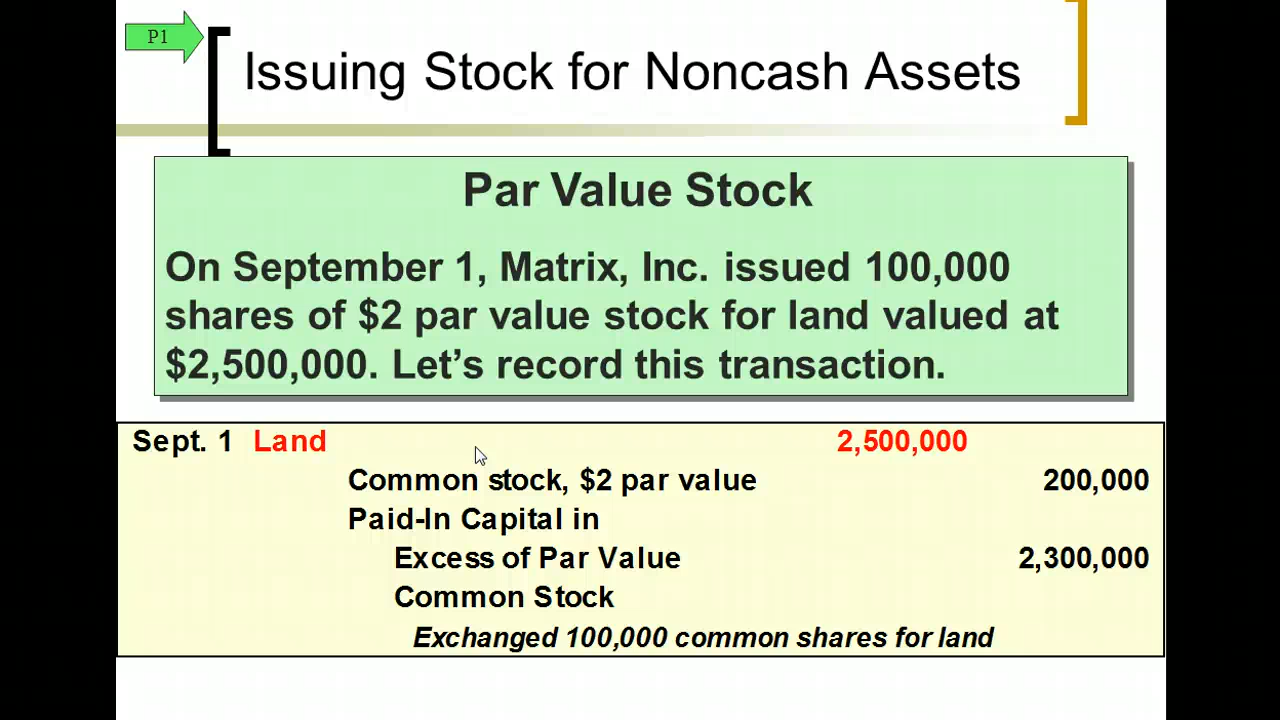 P1
Issuing Stock for Noncash Assets
Par Value Stock
On September 1, Matrix, Inc. issued 100,000
shares of $2 par value stock for land valued at
$2,500,000. Let’s record this transaction.
Sept. 1 Land 2,500,000
Common stock, $2 par value 200,000
Paid-In Capital in
Excess of Par Value 2,300,000
Common Stock
Exchanged 100,000 common shares for land